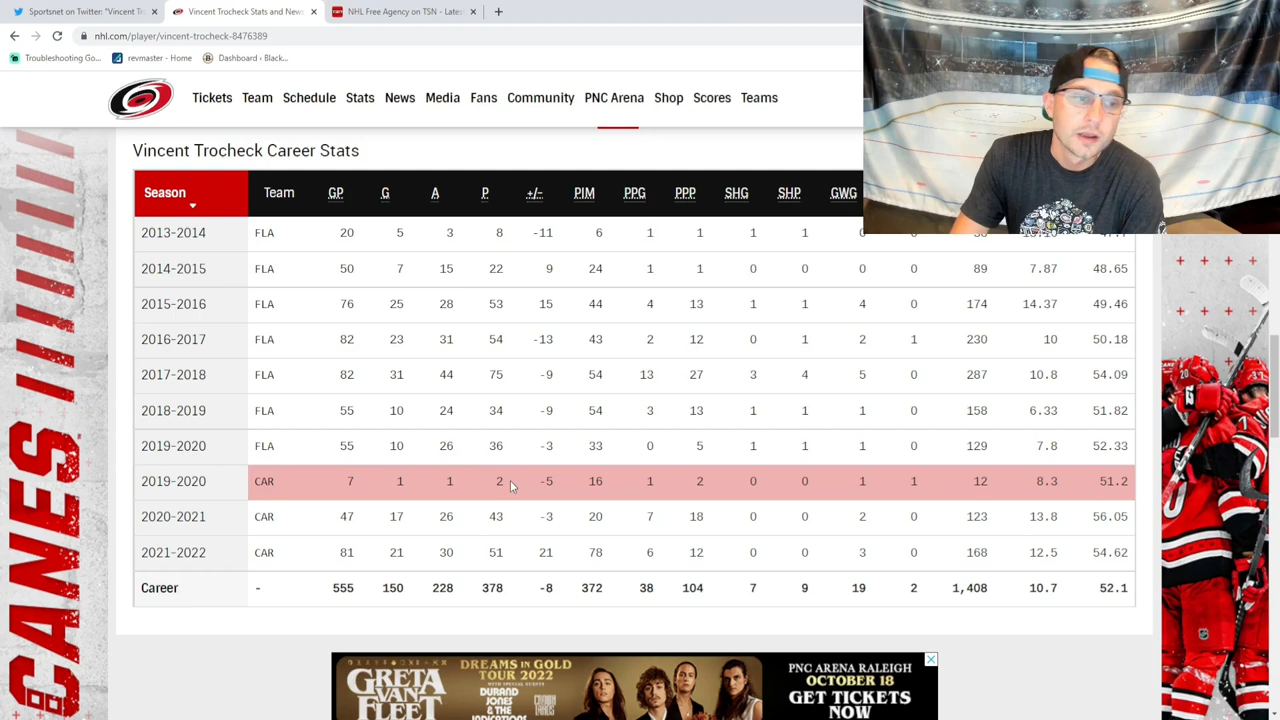 Sportsnet on Twitter: "Vincent Tr × Vincent Trocheck Stats and News × NHL Free Agency on TSN - Lates × +
nhl.com/player/vincent-trocheck-8476389
Troubleshooting Go... revmaster - Home Dashboard ‹ Black...
Tickets Team Schedule Stats News Media Fans Community PNC Arena Shop Scores Teams
Vincent Trocheck Career Stats
Season Team GP G A P +/- PIM PPG PPP SHG SHP GWG
2013-2014 FLA 20 5 3 8 -11 6 1 1 1 1 0
2014-2015 FLA 50 7 15 22 9 24 1 1 0 0 0 0 89 7.87 48.65
2015-2016 FLA 76 25 28 53 15 44 4 13 1 1 4 0 174 14.37 49.46
2016-2017 FLA 82 23 31 54 -13 43 2 12 0 1 2 1 230 10 50.18
2017-2018 FLA 82 31 44 75 -13 54 13 27 3 4 5 0 287 10.8 54.09
2018-2019 FLA 55 10 24 34 -9 54 3 13 1 1 1 0 158 6.33 51.82
2019-2020 FLA 55 10 26 36 -3 33 0 5 1 1 1 0 129 7.8 52.33
2019-2020 CAR 7 1 1 2 -5 16 1 2 0 0 1 1 12 8.3 51.2
2020-2021 CAR 47 17 26 43 -3 20 7 18 0 0 2 0 123 13.8 56.05
2021-2022 CAR 81 21 30 51 21 78 6 12 0 0 3 0 168 12.5 54.62
Career - 555 150 228 378 -8 372 38 104 7 9 19 2 1,408 10.7 52.1
CANES
GRETA
VAN
FLEET
DREAMS IN GOLD
TOUR 2022
DURAND
JONES
& THE
INDICATIONS
PNC ARENA RALEIGH
OCTOBER 18
GET TICKETS
NOW